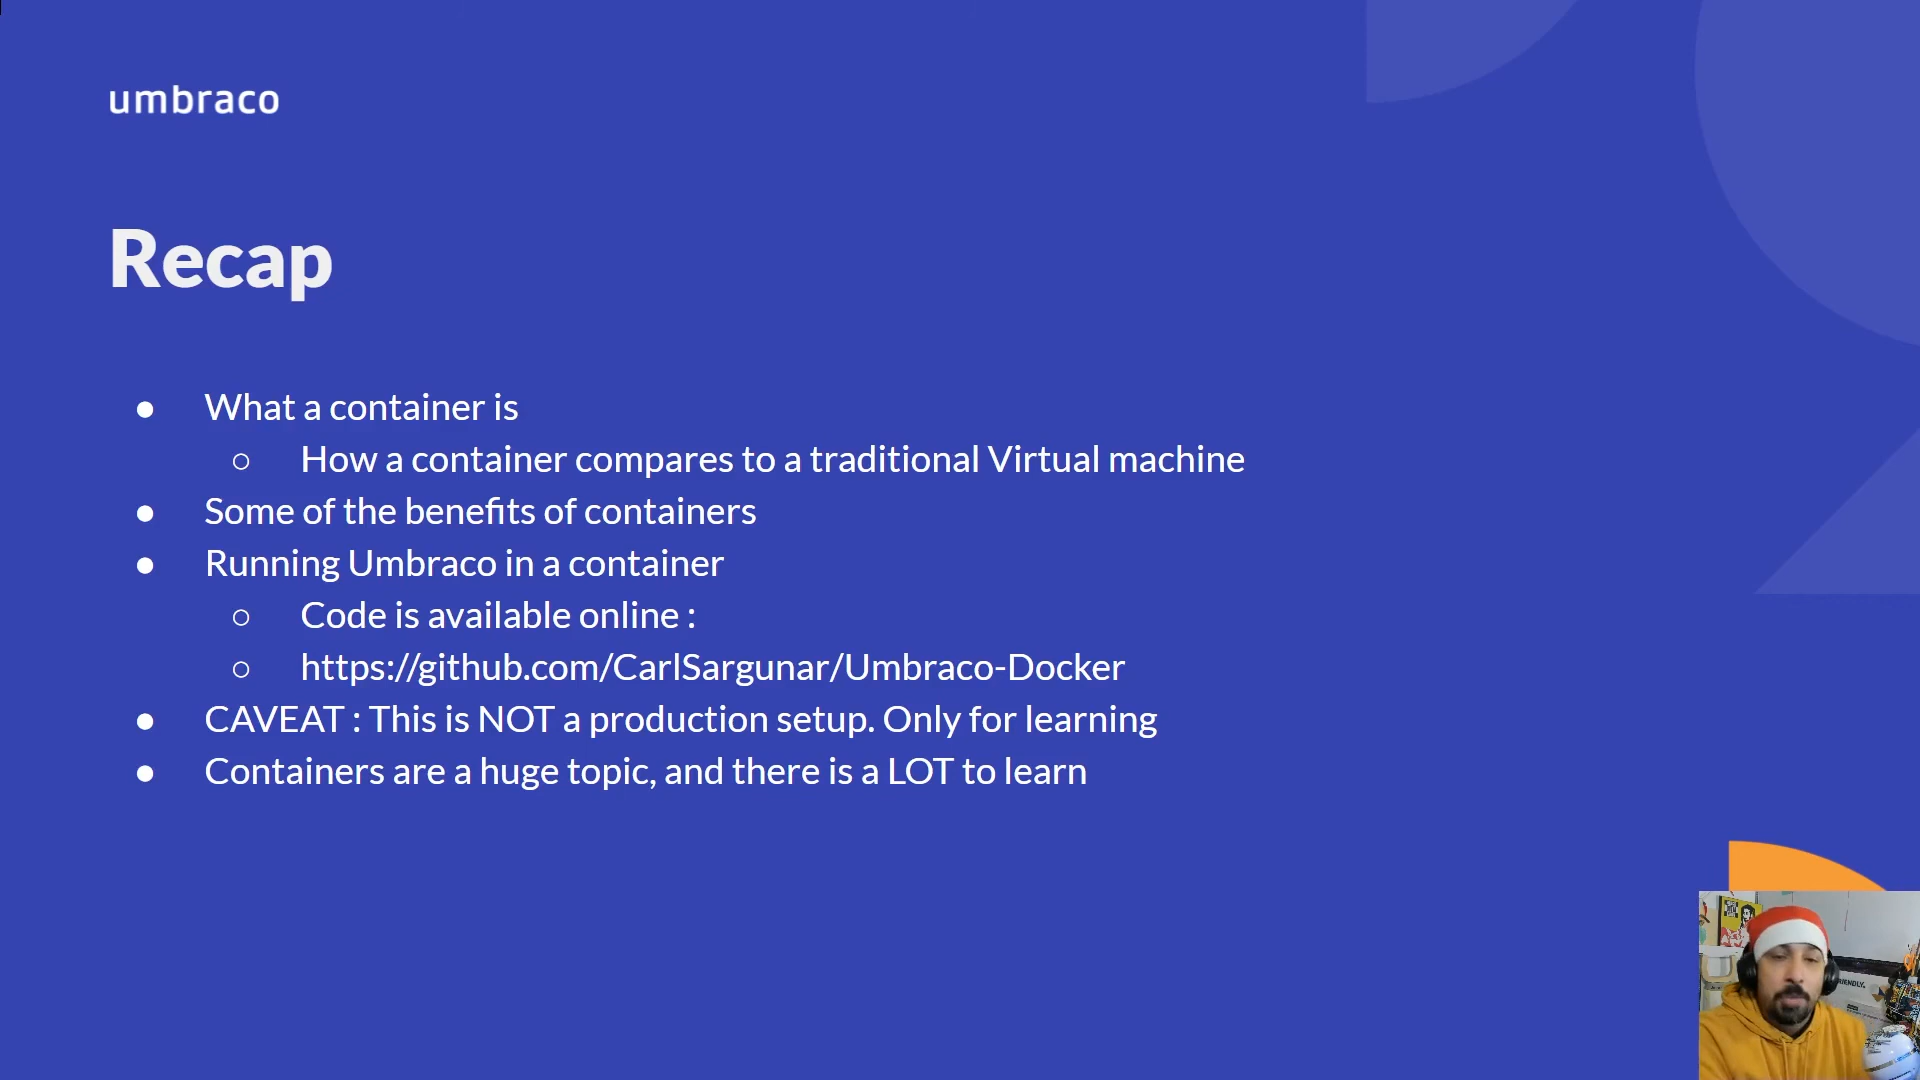 umbraco
Recap
● What a container is
○ How a container compares to a traditional Virtual machine
● Some of the benefits of containers
● Running Umbraco in a container
○ Code is available online :
○ https://github.com/CarlSargunar/Umbraco-Docker
● CAVEAT : This is NOT a production setup. Only for learning
● Containers are a huge topic, and there is a LOT to learn